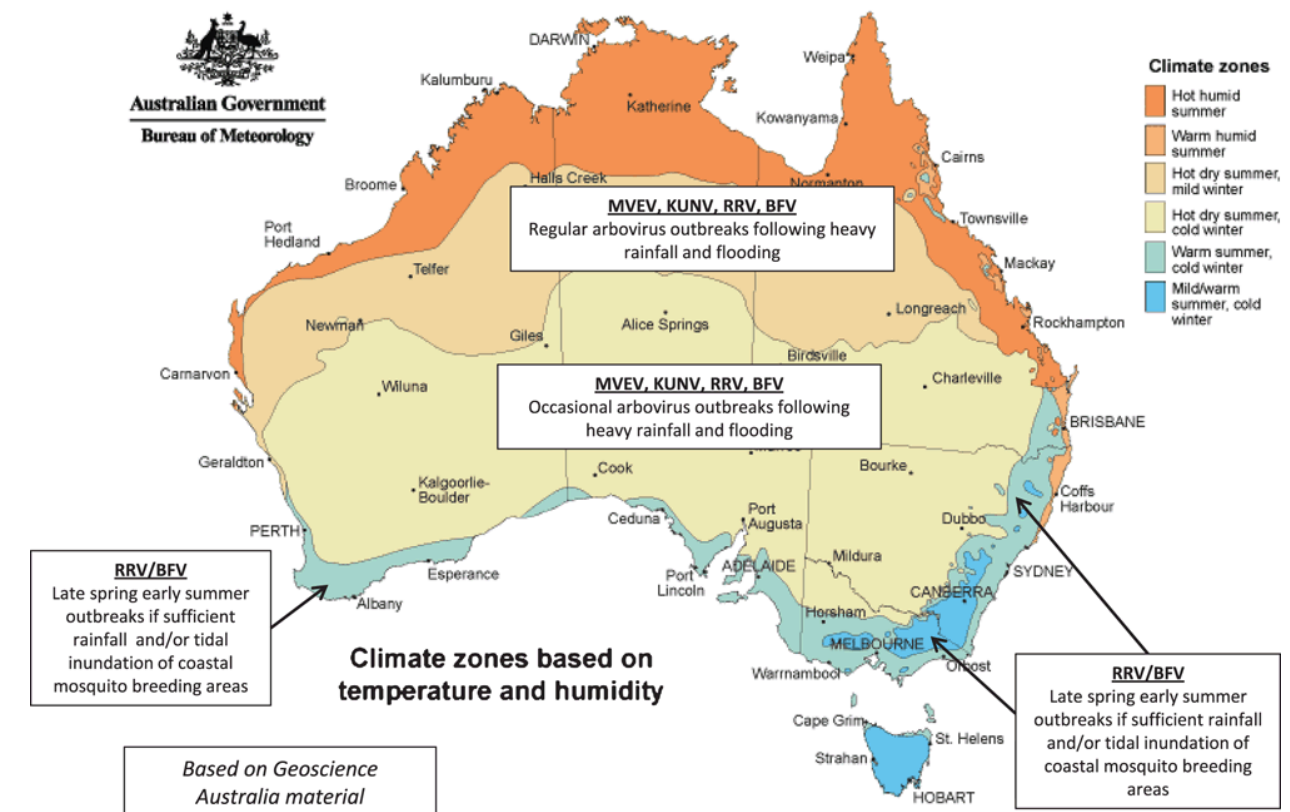 Australian Government
Bureau of Meteorology
DARWIN
Weipa
Kalumburu
Katherine
Kowanyama
Cairns
Broome
Halls Creek
Normanton
Townsville
Port
Hedland
Mackay
Telfer
Longreach
Rockhampton
Newman
Giles
Alice Springs
Birdsville
Carnarvon
Wiluna
Charleville
BRISBANE
Geraldton
Kalgoorlie-
Boulder
Cook
Bourke
Coffs
Harbour
PERTH
Ceduna
Port
Augusta
Dubbo
Esperance
Albany
Port
Lincoln
ADELAIDE
Mildura
SYDNEY
CANBERRA
Horsham
MELBOURNE
Warrnambool
Orbost
Cape Grim
St. Helens
Strahan
HOBART
Climate zones
Hot humid
summer
Warm humid
summer
Hot dry summer,
mild winter
Hot dry summer,
cold winter
Warm summer,
cold winter
Mild/warm
summer, cold
winter
MVEV, KUNV, RRV, BFV
Regular arbovirus outbreaks following heavy
rainfall and flooding
MVEV, KUNV, RRV, BFV
Occasional arbovirus outbreaks following
heavy rainfall and flooding
RRV/BFV
Late spring early summer
outbreaks if sufficient
rainfall and/or tidal
inundation of coastal
mosquito breeding areas
Climate zones based on
temperature and humidity
RRV/BFV
Late spring early summer
outbreaks if sufficient rainfall
and/or tidal inundation of
coastal mosquito breeding
areas
Based on Geoscience
Australia material